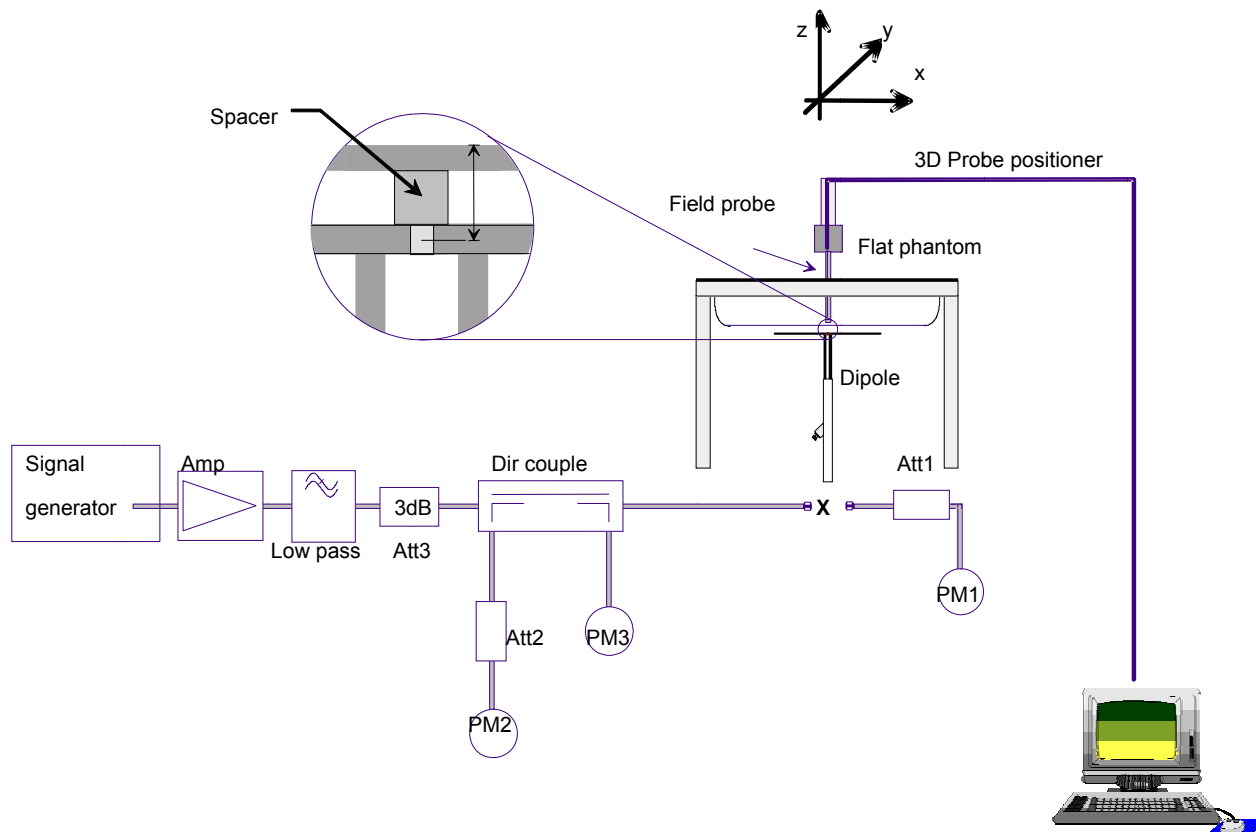 z
y
x
Spacer
3D Probe positioner
Field probe
Flat phantom
Dipole
Signal
generator
Amp
Low pass
3dB
Att3
Dir couple
Att1
X
PM1
Att2
PM3
PM2